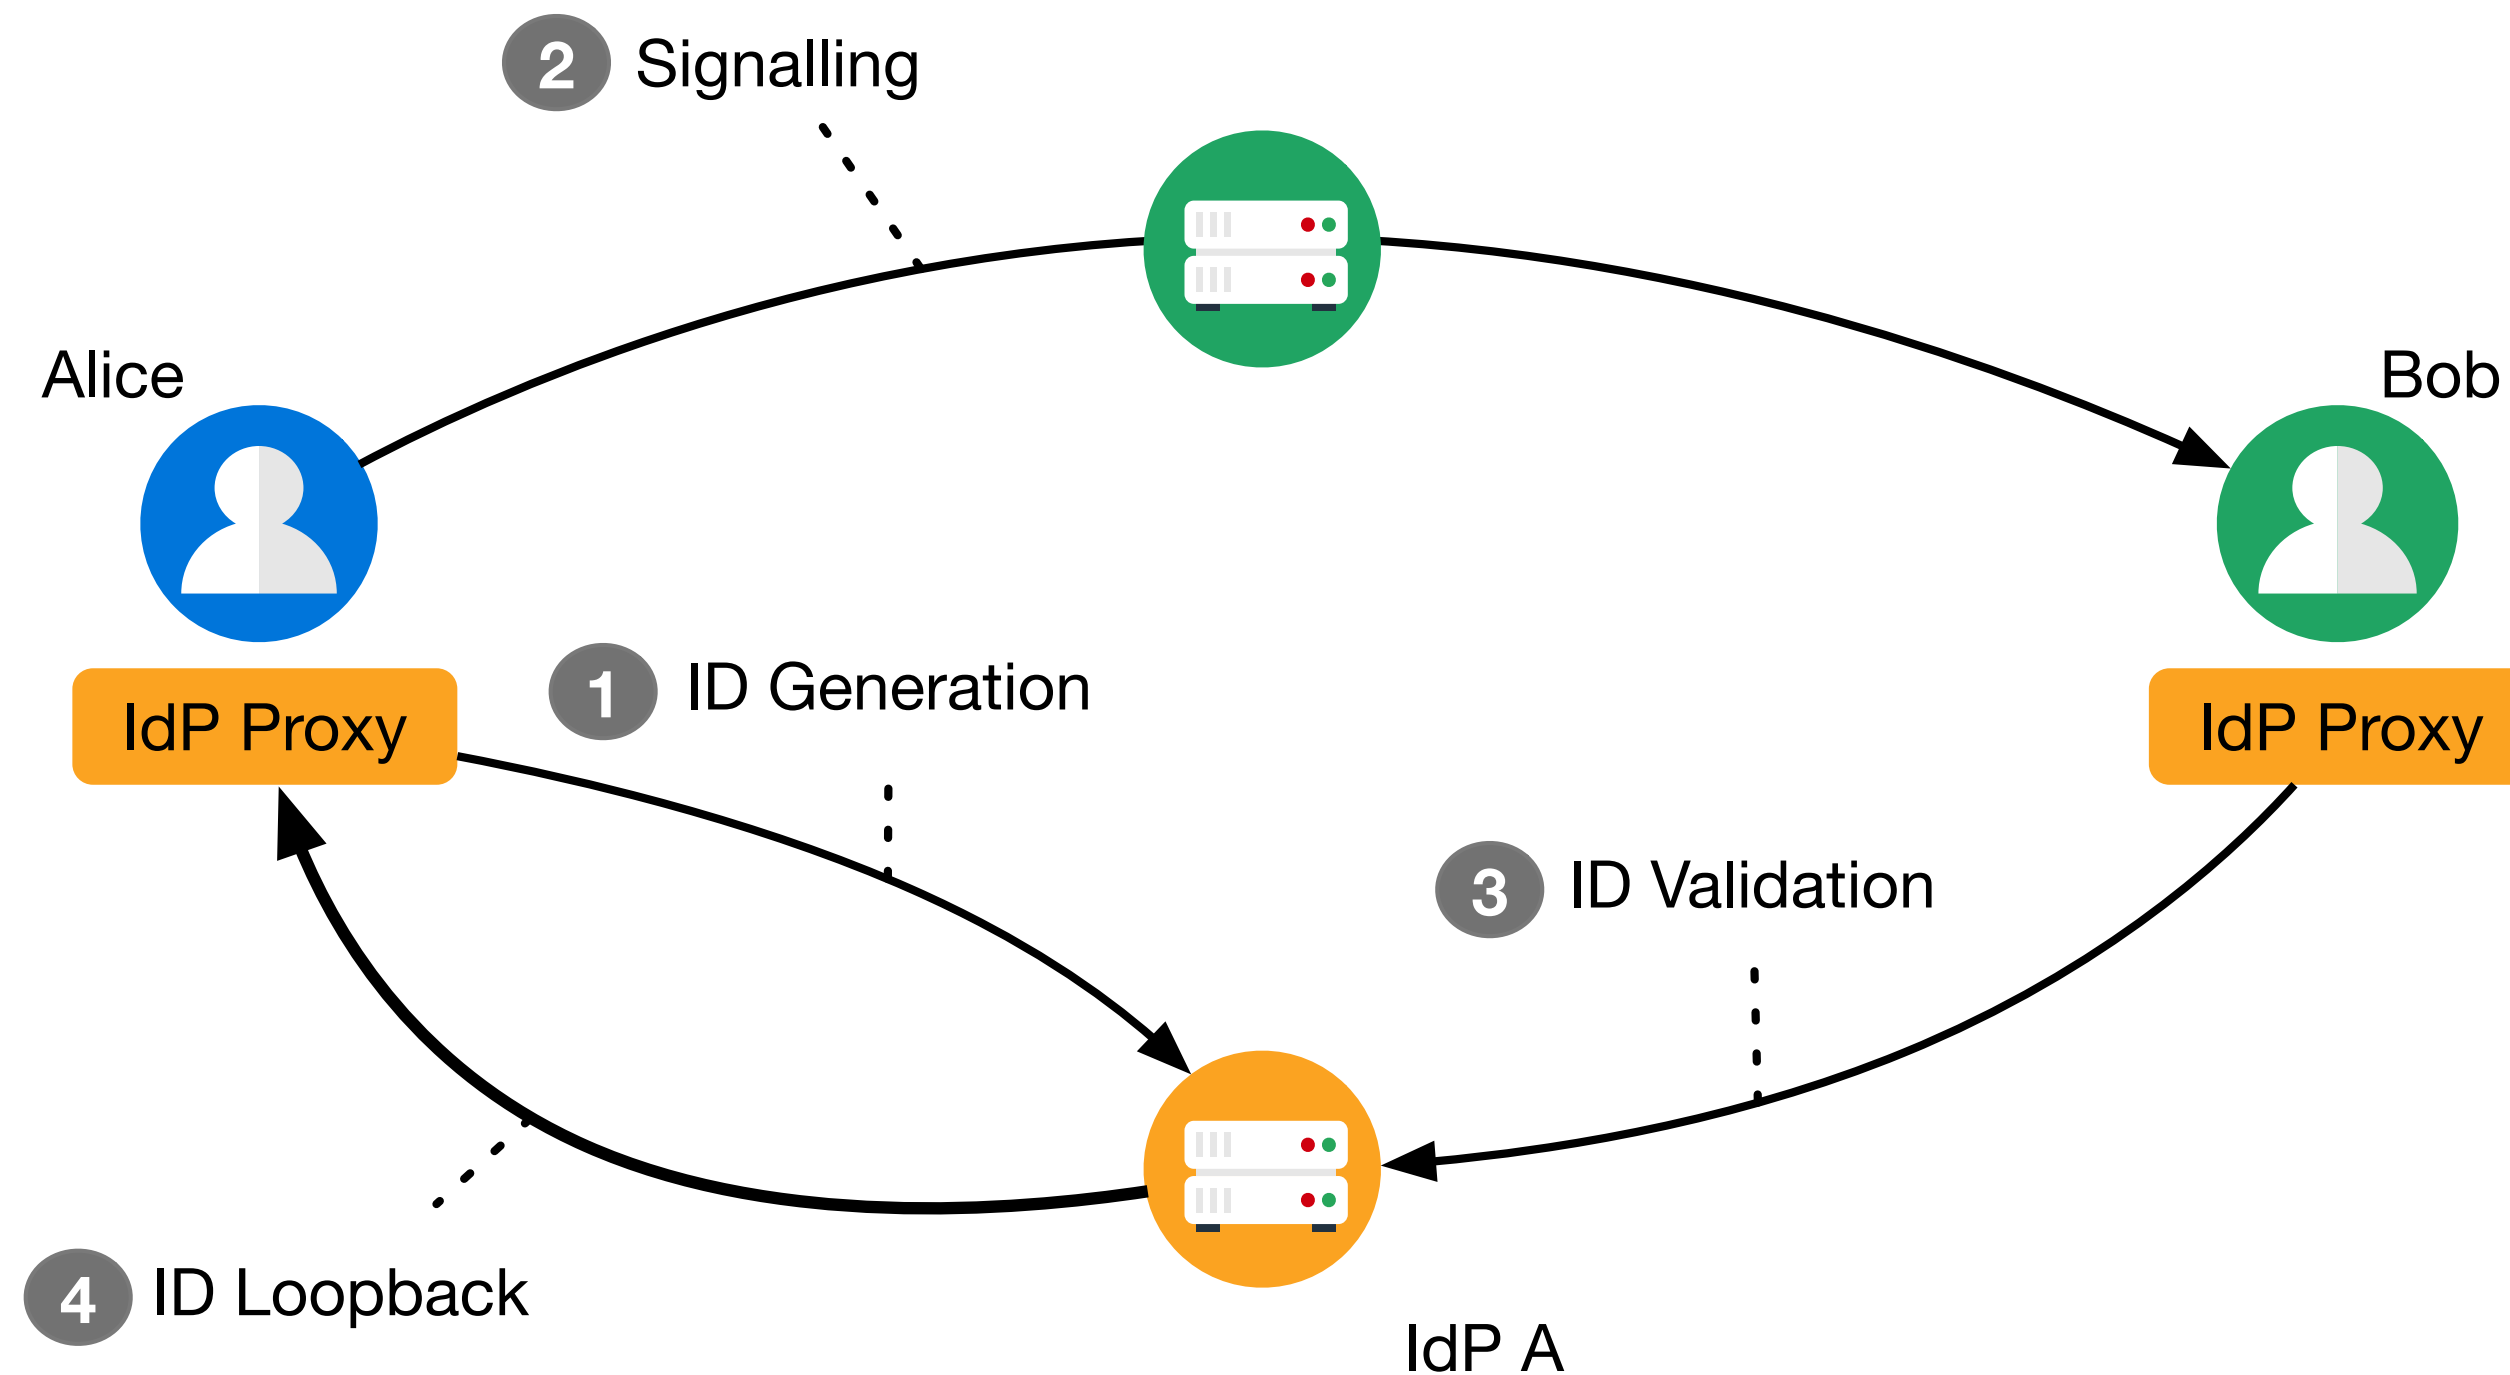 2 Signalling
Alice
Bob
1 ID Generation
IdP Proxy
IdP Proxy
3 ID Validation
4 ID Loopback
IdP A